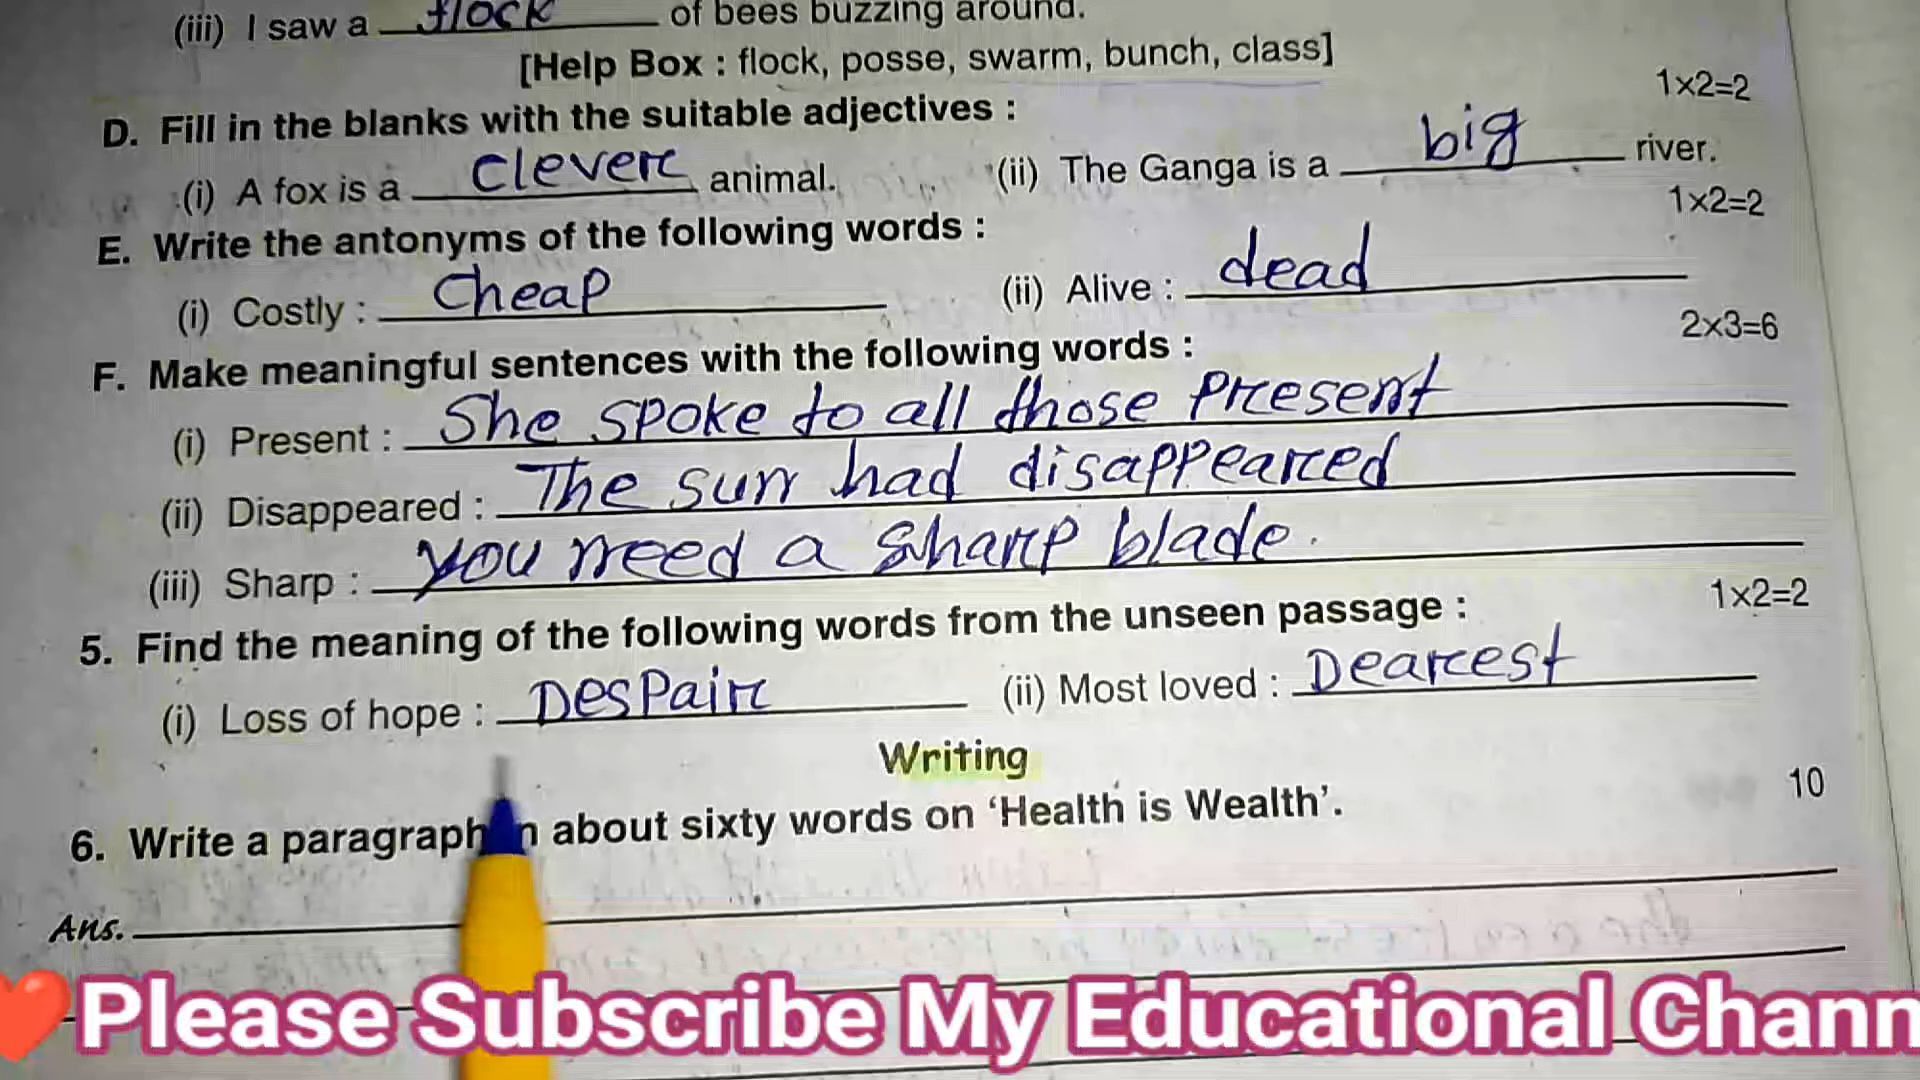 (iii) I saw a flock of bees buzzing around.
[Help Box : flock, posse, swarm, bunch, class]
1×2=2
D. Fill in the blanks with the suitable adjectives :
(i) A fox is a clever animal. (ii) The Ganga is a big river.
1×2=2
E. Write the antonyms of the following words :
(i) Costly : Cheap (ii) Alive : dead
2×3=6
F. Make meaningful sentences with the following words :
(i) Present : She spoke to all those present
(ii) Disappeared : The sun had disappeared
(iii) Sharp : you need a sharp blade.
1×2=2
5. Find the meaning of the following words from the unseen passage :
(i) Loss of hope : Despair (ii) Most loved : Dearest
Writing
10
6. Write a paragraph in about sixty words on ‘Health is Wealth’.
Ans.
Please Subscribe My Educational Chann